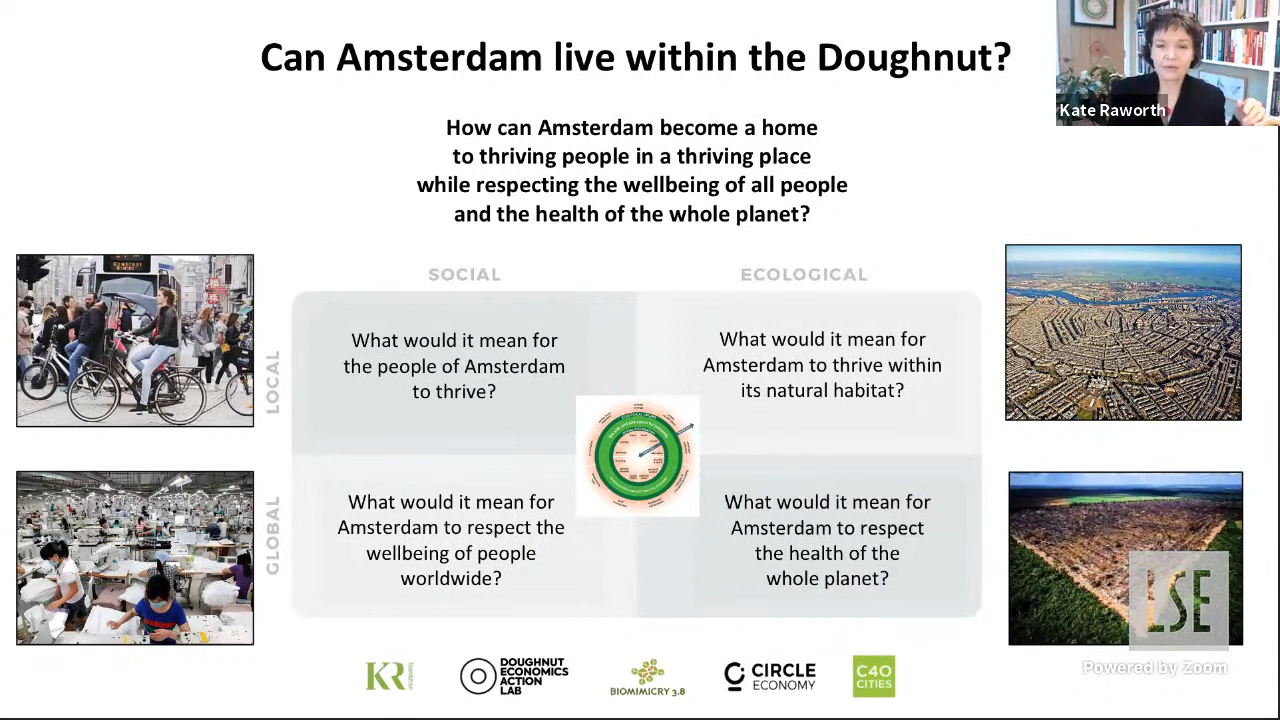 Can Amsterdam live within the Doughnut?
Kate Raworth
How can Amsterdam become a home
to thriving people in a thriving place
while respecting the wellbeing of all people
and the health of the whole planet?
SOCIAL
ECOLOGICAL
LOCAL
What would it mean for
the people of Amsterdam
to thrive?
What would it mean for
Amsterdam to thrive within
its natural habitat?
GLOBAL
What would it mean for
Amsterdam to respect the
wellbeing of people
worldwide?
What would it mean for
Amsterdam to respect
the health of the
whole planet?
LSE
Powered by Zoom
KR
DOUGHNUT
ECONOMICS
ACTION
LAB
BIOMIMICRY 3.8
CIRCLE
ECONOMY
C40
CITIES